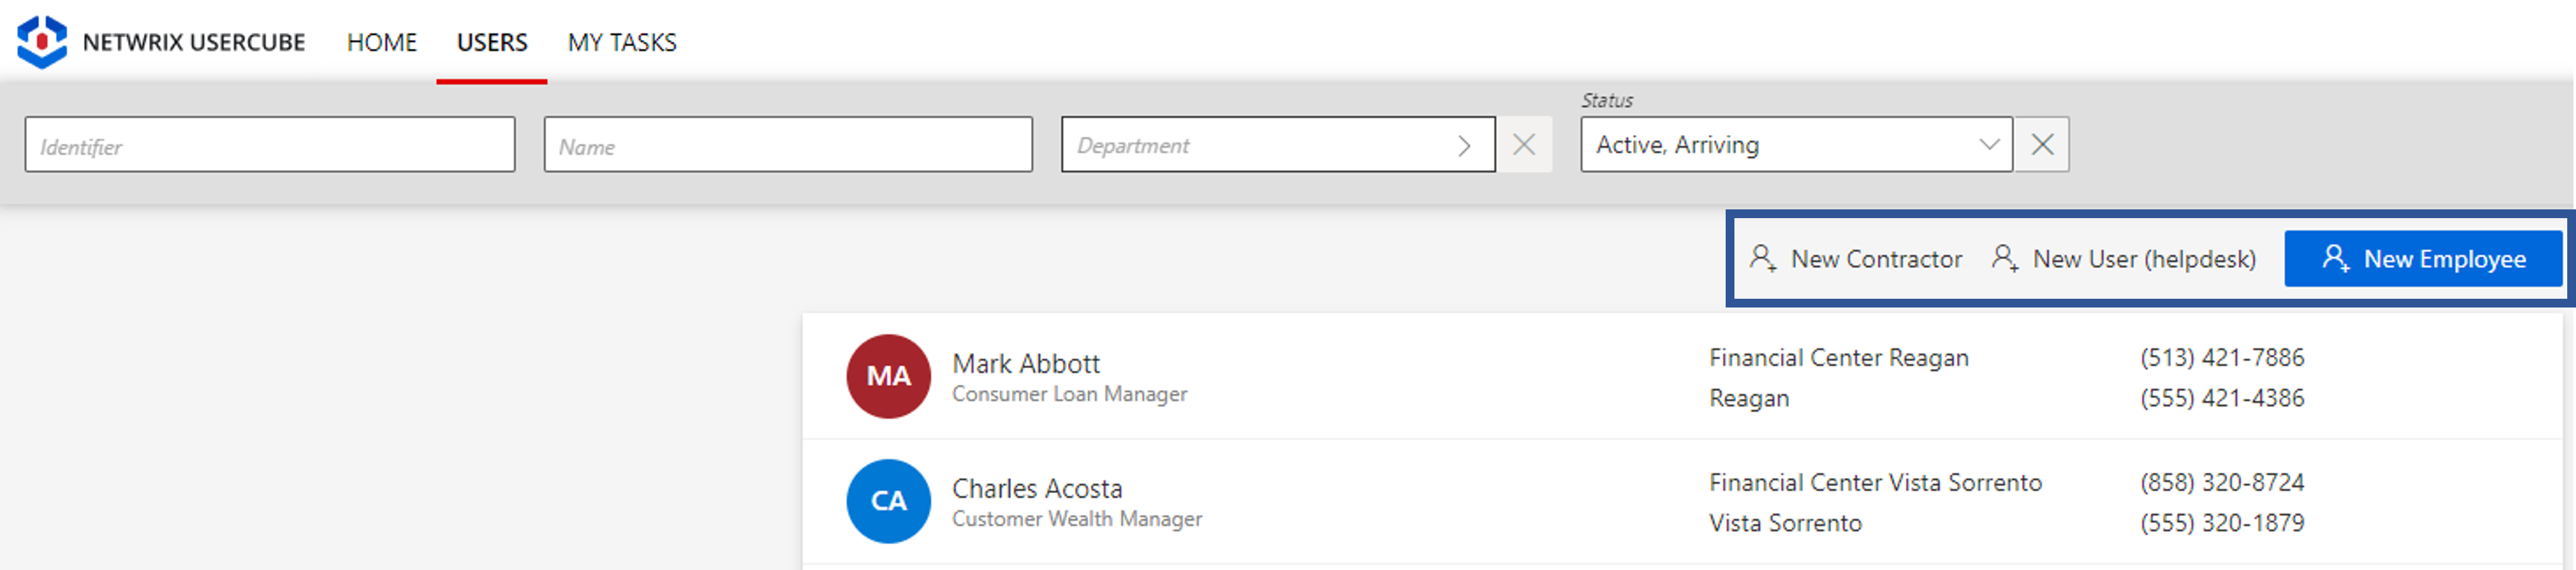 NETWRIX USERCUBE HOME USERS MY TASKS
Status
Identifier Name Department Active, Arriving
New Contractor New User (helpdesk) New Employee
MA Mark Abbott Financial Center Reagan (513) 421-7886
Consumer Loan Manager Reagan (555) 421-4386
CA Charles Acosta Financial Center Vista Sorrento (858) 320-8724
Customer Wealth Manager Vista Sorrento (555) 320-1879